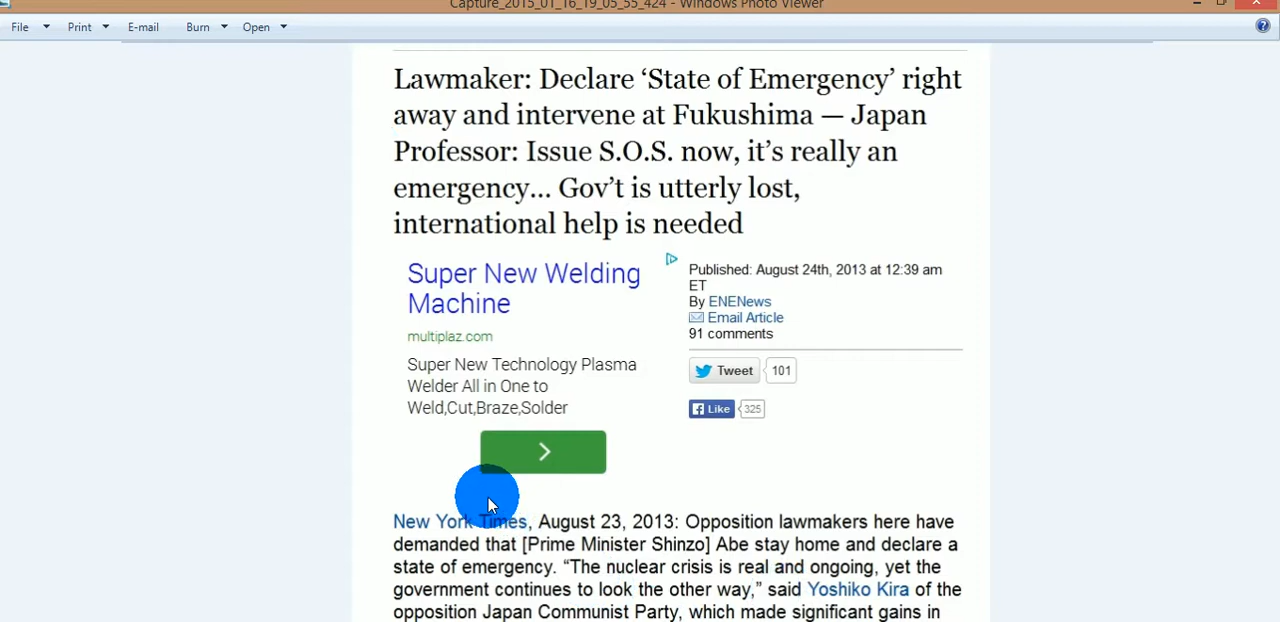 Capture_2015_01_16_19_05_55_424 - Windows Photo Viewer
File Print E-mail Burn Open
Lawmaker: Declare ‘State of Emergency’ right
away and intervene at Fukushima — Japan
Professor: Issue S.O.S. now, it’s really an
emergency… Gov’t is utterly lost,
international help is needed
Super New Welding
Machine
multiplaz.com
Super New Technology Plasma
Welder All in One to
Weld,Cut,Braze,Solder
Published: August 24th, 2013 at 12:39 am
ET
By ENENews
Email Article
91 comments
Tweet 101
Like 325
New York Times, August 23, 2013: Opposition lawmakers here have
demanded that [Prime Minister Shinzo] Abe stay home and declare a
state of emergency. “The nuclear crisis is real and ongoing, yet the
government continues to look the other way,” said Yoshiko Kira of the
opposition Japan Communist Party, which made significant gains in